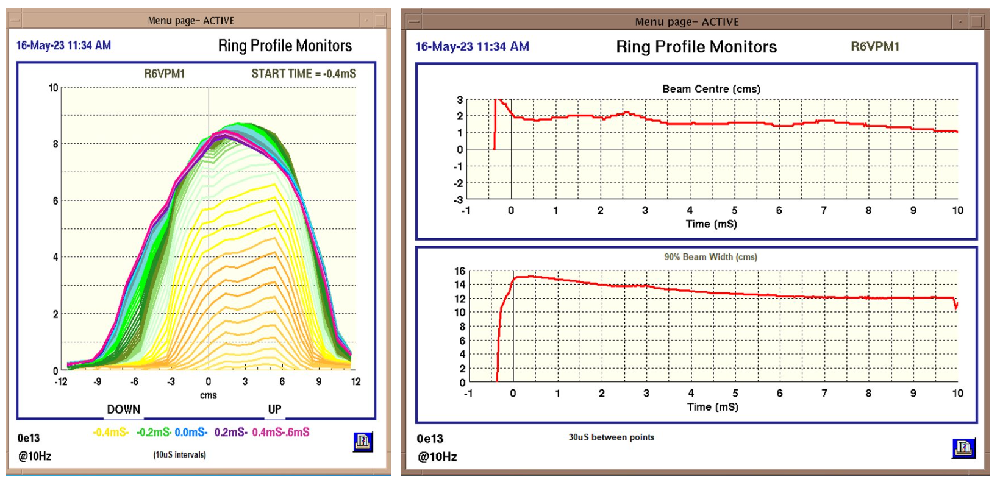 Menu page- ACTIVE
16-May-23 11:34 AM
Ring Profile Monitors
R6VPM1
START TIME = -0.4mS
10
8
6
4
2
0
-12 -9 -6 -3 0 3 6 9 12
cms
DOWN UP
-0.4mS- -0.2mS- 0.0mS- 0.2mS- 0.4mS-.6mS
0e13
@10Hz
(10uS intervals)
Menu page- ACTIVE
16-May-23 11:34 AM
Ring Profile Monitors
R6VPM1
Beam Centre (cms)
3
2
1
0
-1
-2
-3
-1 0 1 2 3 4 5 6 7 8 9 10
Time (mS)
90% Beam Width (cms)
16
14
12
10
8
6
4
2
0
-1 0 1 2 3 4 5 6 7 8 9 10
Time (mS)
0e13
@10Hz
30uS between points